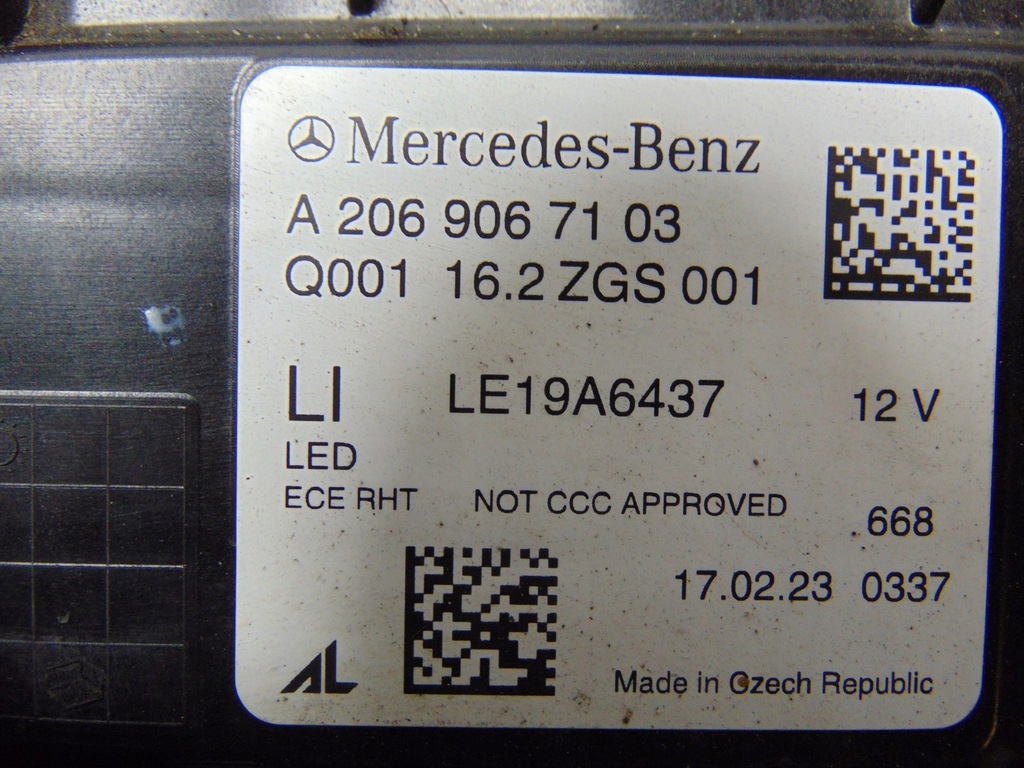 Mercedes-Benz
A 206 906 71 03
Q001 16.2 ZGS 001
LI LE19A6437 12 V
LED
ECE RHT NOT CCC APPROVED
.668
17.02.23 0337
AL
Made in Czech Republic